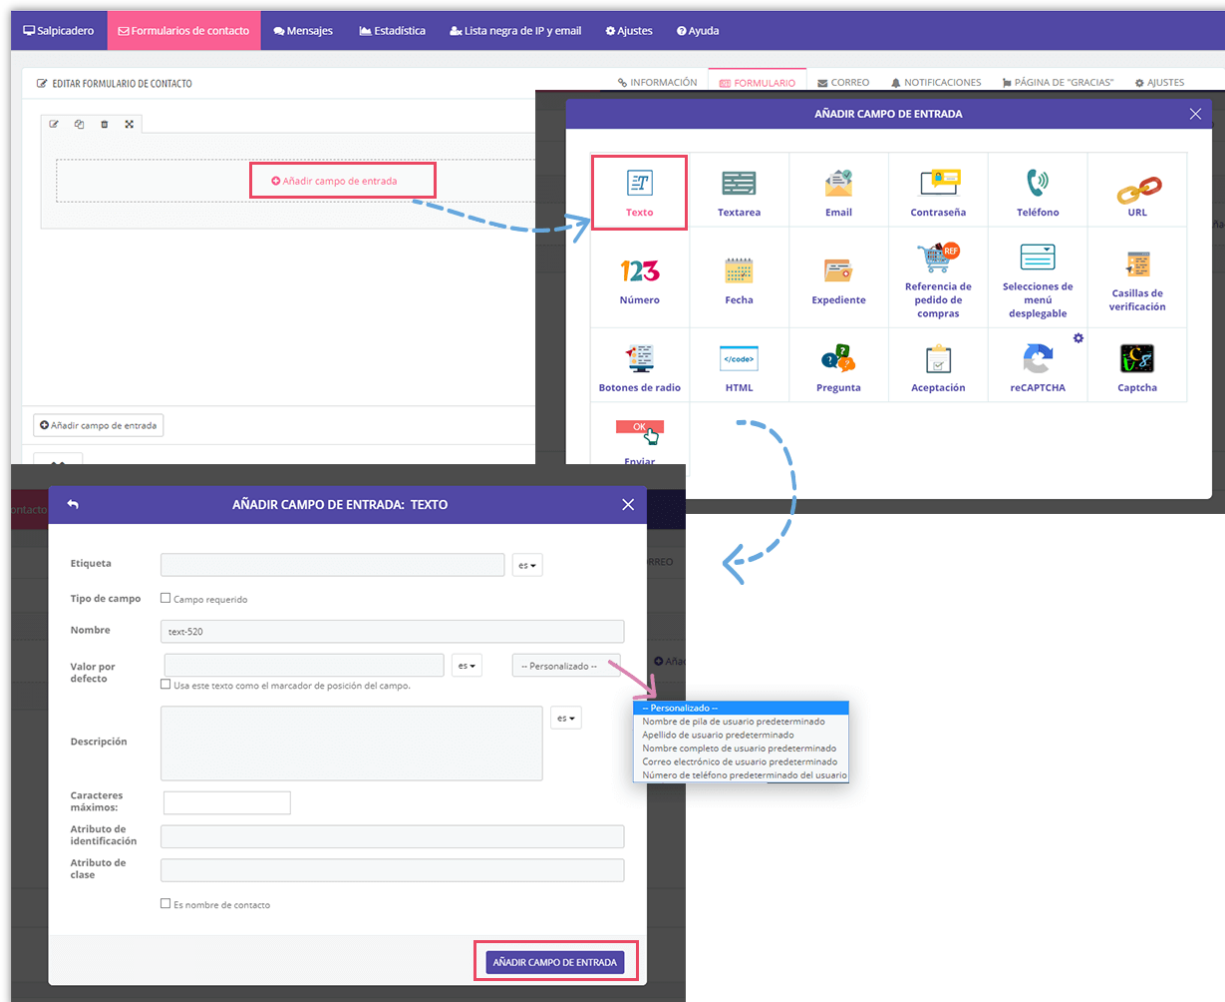 Salpicadero
Formularios de contacto
Mensajes
Estadística
Lista negra de IP y email
Ajustes
Ayuda
EDITAR FORMULARIO DE CONTACTO
INFORMACIÓN
FORMULARIO
CORREO
NOTIFICACIONES
PÁGINA DE "GRACIAS"
AJUSTES
Añadir campo de entrada
Añadir campo de entrada
AÑADIR CAMPO DE ENTRADA
Texto
Textarea
Email
Contraseña
Teléfono
URL
123
REF
Número
Fecha
Expediente
Referencia de
pedido de
compras
Selecciones de
menú
desplegable
Casillas de
verificación
</code>
Botones de radio
HTML
Pregunta
Aceptación
reCAPTCHA
Captcha
OK
Enviar
ontacto
ORREO
Aña
AÑADIR CAMPO DE ENTRADA: TEXTO
Etiqueta
es
Tipo de campo
Campo requerido
Nombre
text-520
Valor por
defecto
es
-- Personalizado --
Usa este texto como el marcador de posición del campo.
Descripción
es
Caracteres
máximos:
Atributo de
identificación
Atributo de
clase
Es nombre de contacto
AÑADIR CAMPO DE ENTRADA
-- Personalizado --
Nombre de pila de usuario predeterminado
Apellido de usuario predeterminado
Nombre completo de usuario predeterminado
Correo electrónico de usuario predeterminado
Número de teléfono predeterminado del usuario